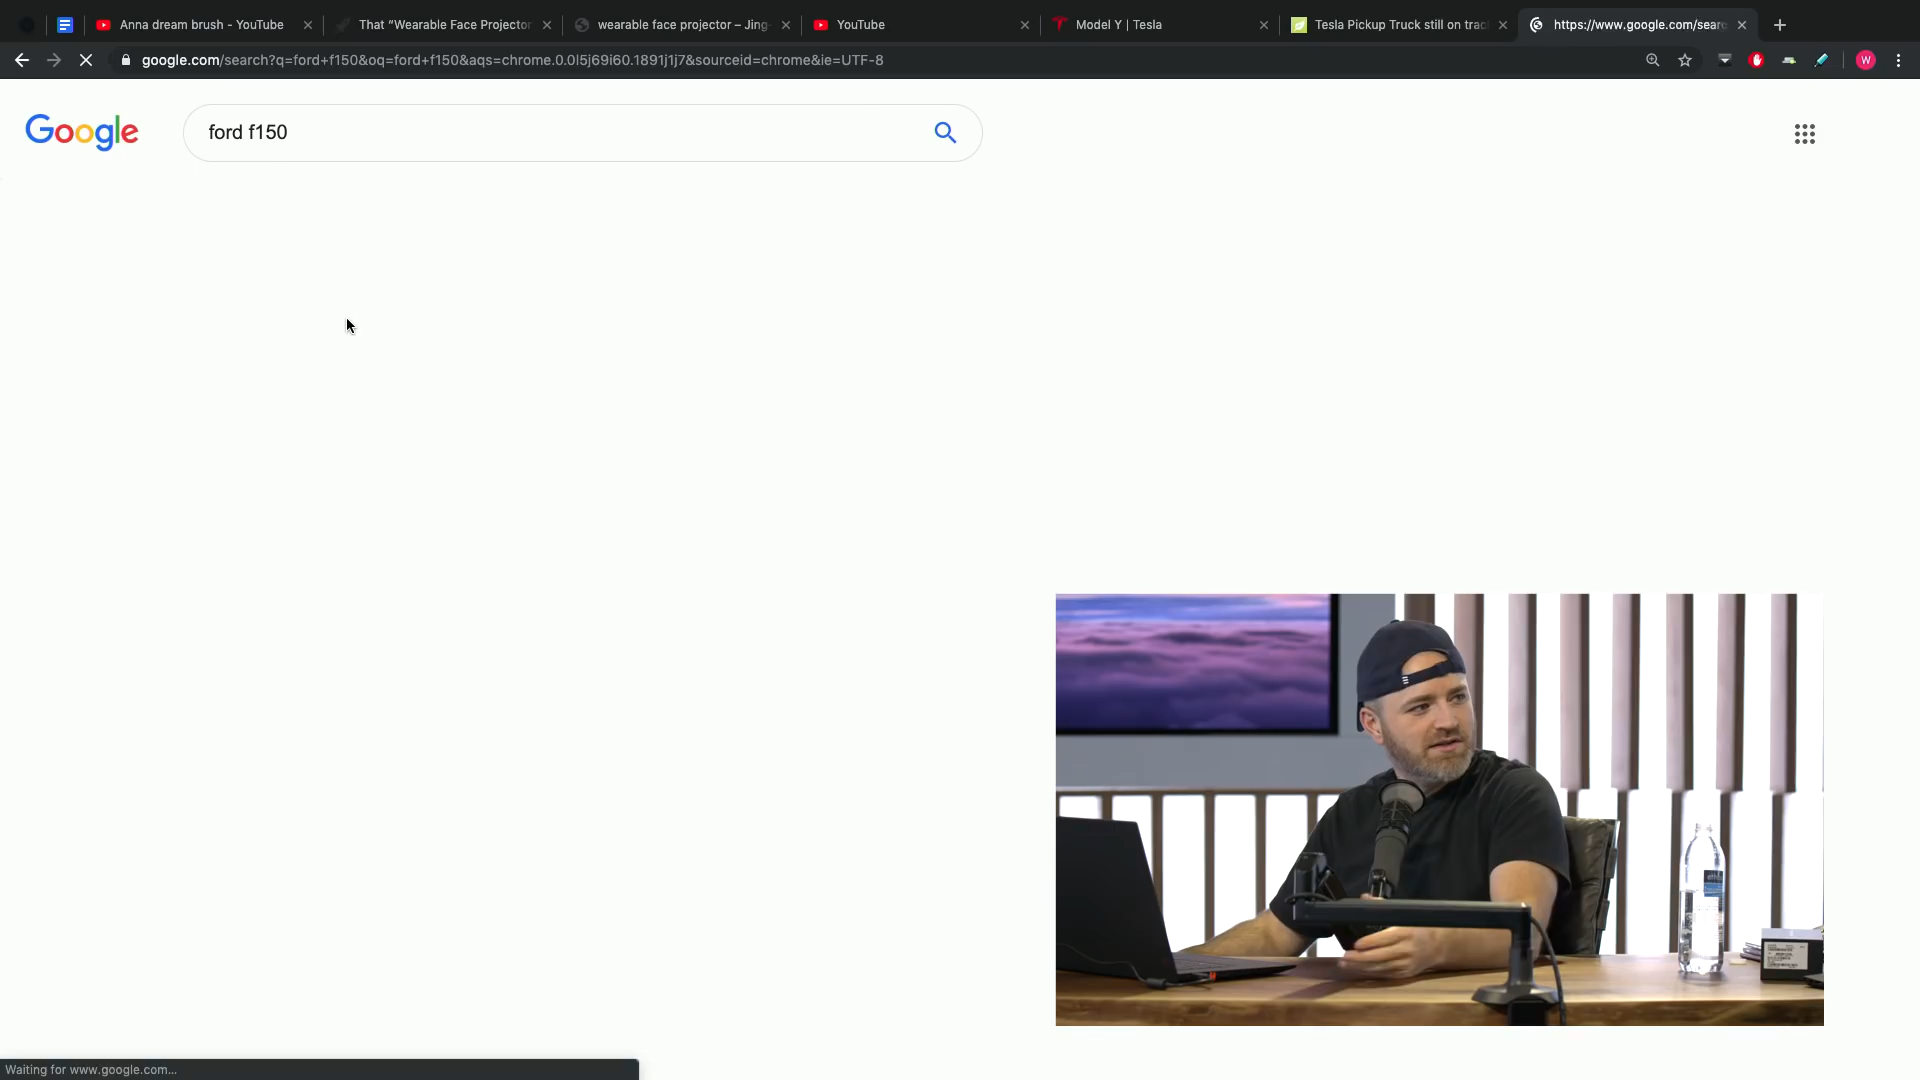 Anna dream brush - YouTube
That “Wearable Face Projector
wearable face projector – Jing-
YouTube
Model Y | Tesla
Tesla Pickup Truck still on trac
https://www.google.com/sear
google.com/search?q=ford+f150&oq=ford+f150&aqs=chrome.0.0l5j69i60.1891j1j7&sourceid=chrome&ie=UTF-8
W
Google
ford f150
Waiting for www.google.com...